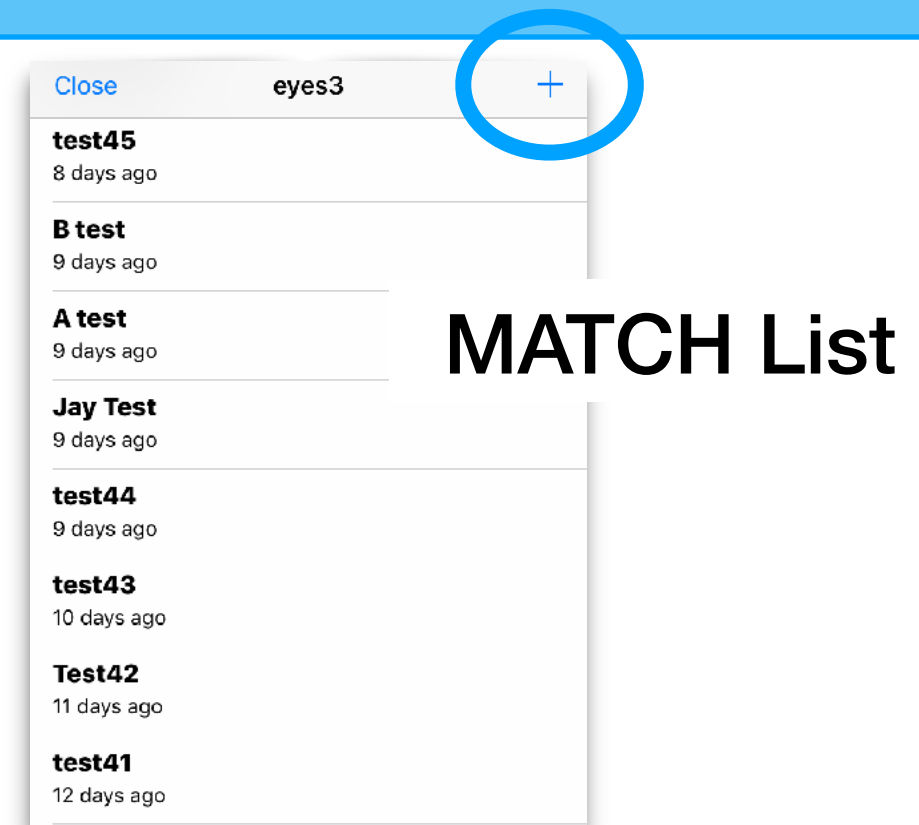 Close eyes3 +
test45
8 days ago
B test
9 days ago
A test
9 days ago
MATCH List
Jay Test
9 days ago
test44
9 days ago
test43
10 days ago
Test42
11 days ago
test41
12 days ago